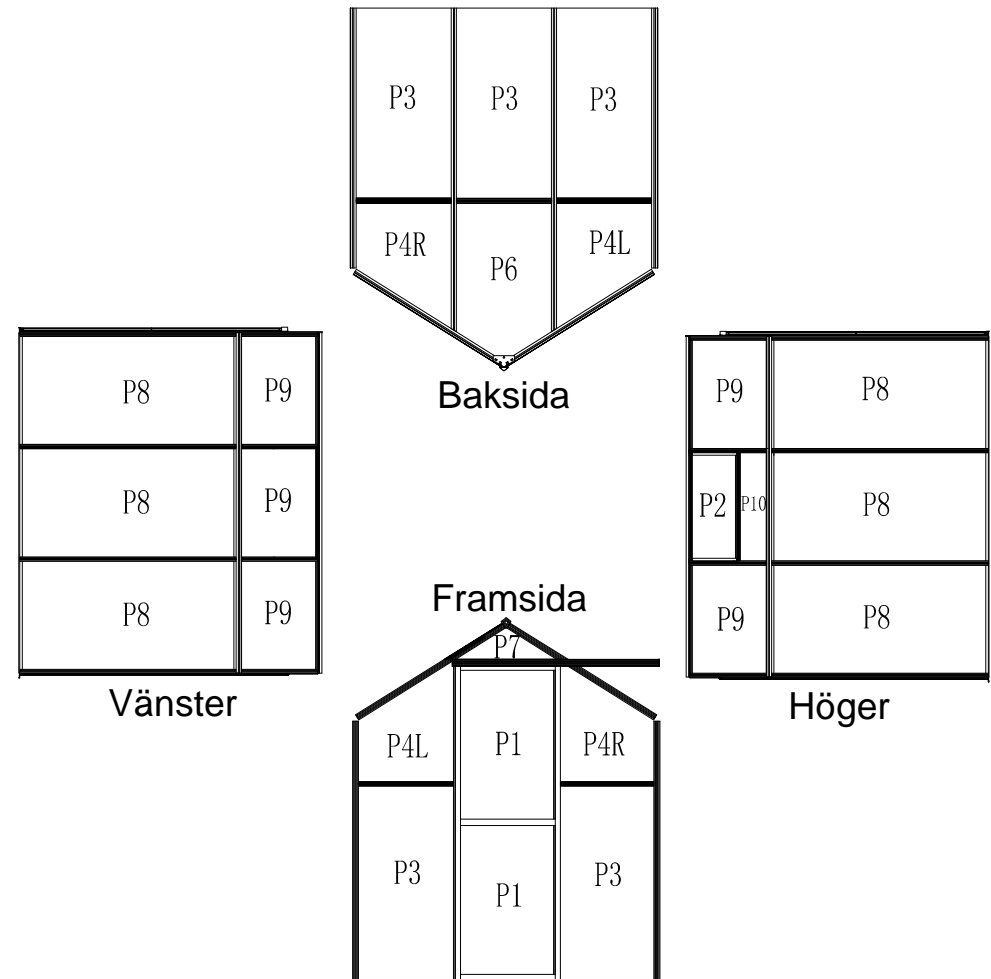 P3 P3 P3
P4R P6 P4L
Baksida
P8 P9
P8 P9
P8 P9
Vänster
P9 P8
P2 P10 P8
P9 P8
Höger
Framsida
P7
P4L P1 P4R
P3 P1 P3